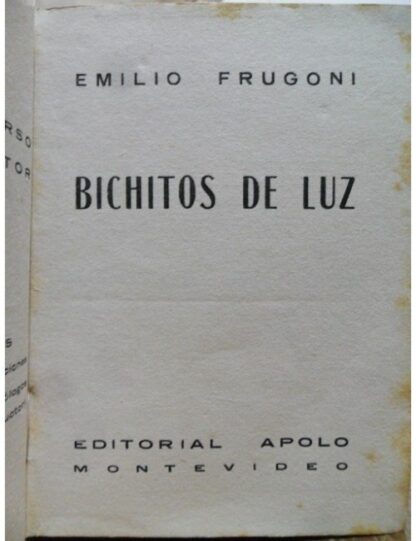 EMILIO FRUGONI
BICHITOS DE LUZ
EDITORIAL APOLO
MONTEVIDEO